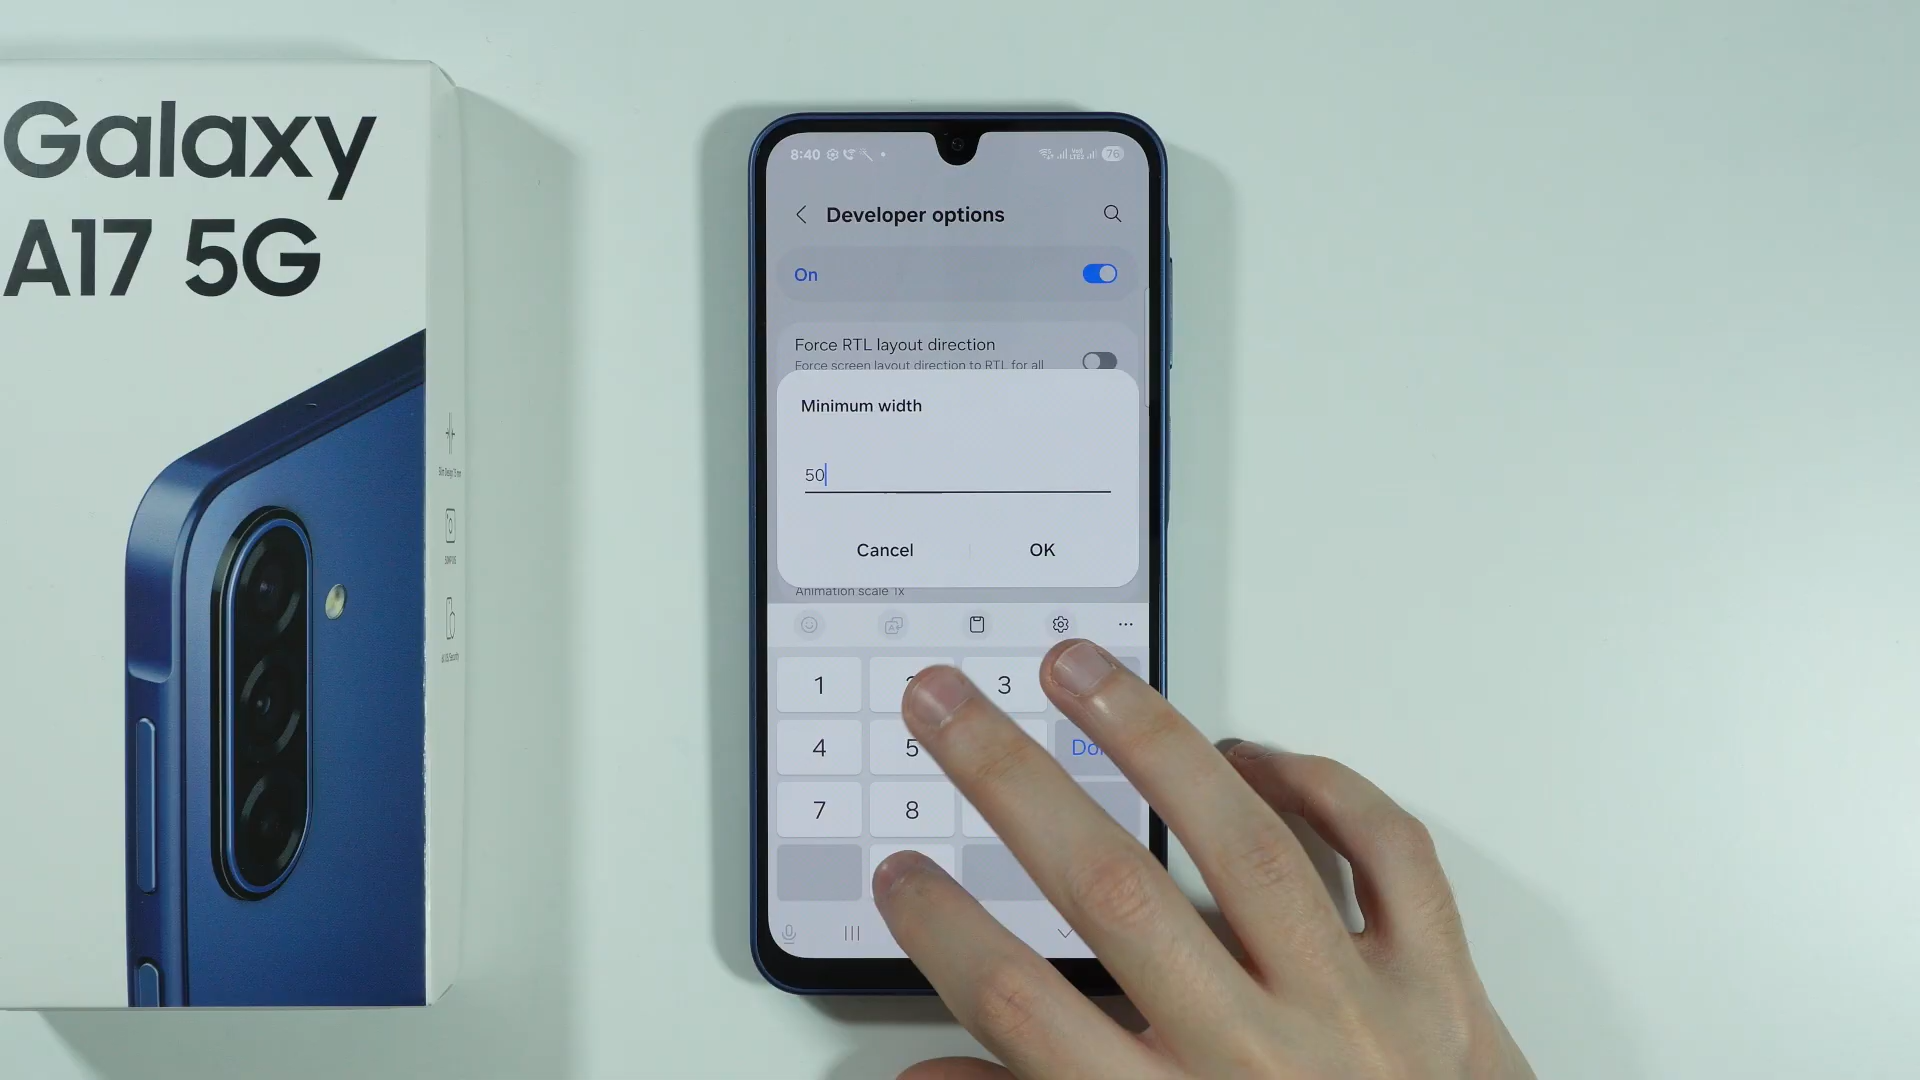 Galaxy
A17 5G
8:40
76
Developer options
On
Force RTL layout direction
Force screen layout direction to RTL for all
Minimum width
50
Cancel
OK
Animation scale 1x
1
3
4
5
7
8